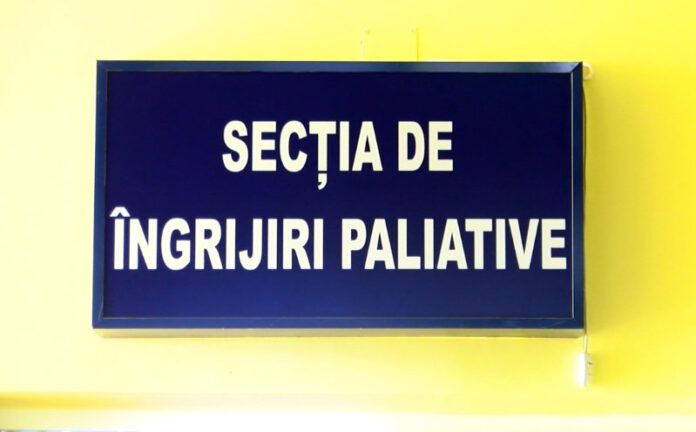 SECȚIA DE
ÎNGRIJIRI PALIATIVE